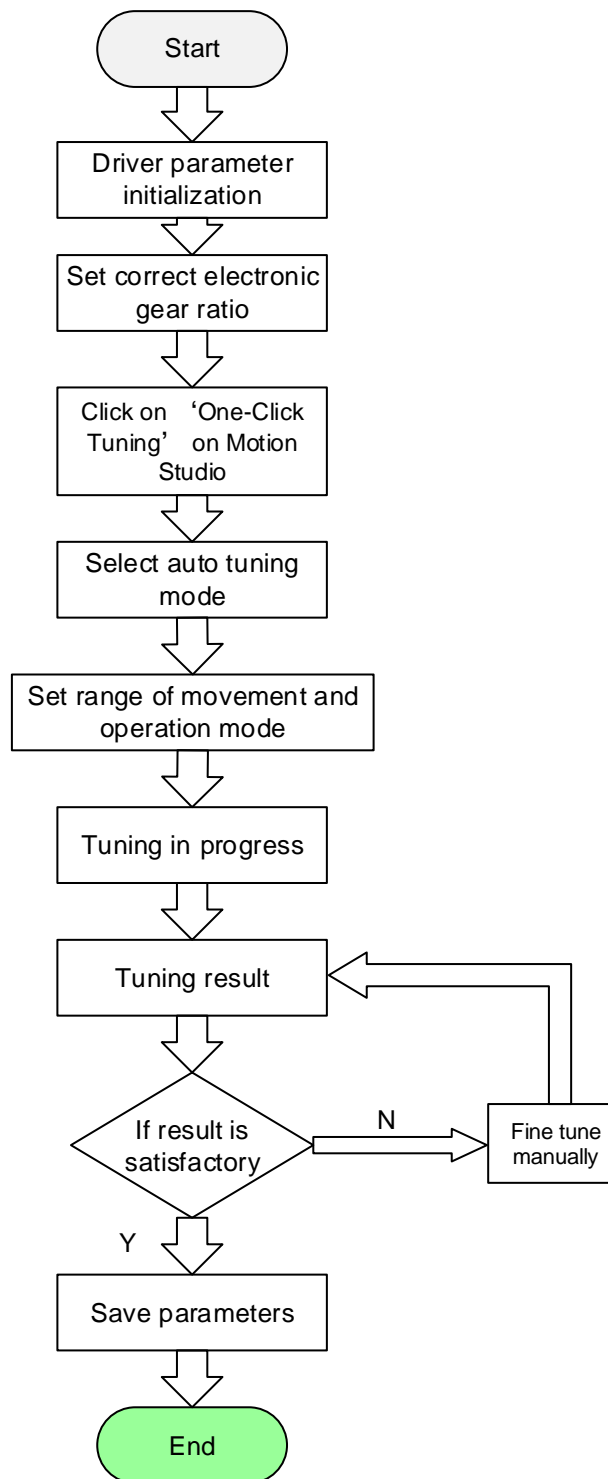 Start
Driver parameter
initialization
Set correct electronic
gear ratio
Click on ‘One-Click
Tuning’ on Motion
Studio
Select auto tuning
mode
Set range of movement and
operation mode
Tuning in progress
Tuning result
If result is
satisfactory
N
Fine tune
manually
Y
Save parameters
End